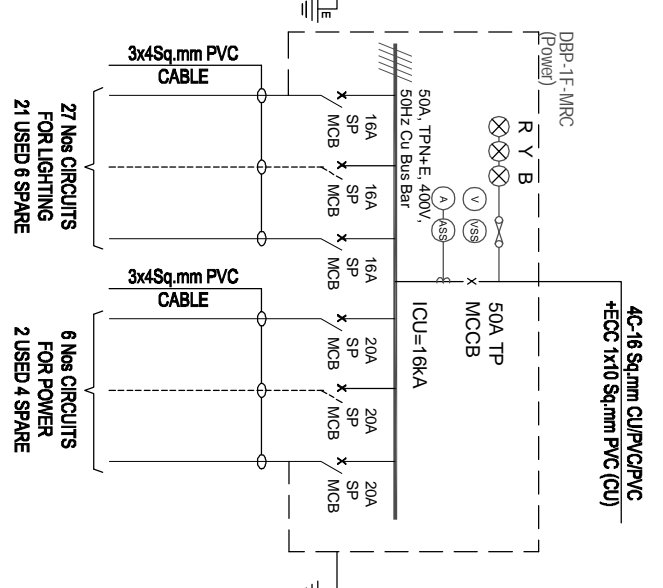 E
DBP-1F-MRC
(Power)
4C-16 Sq.mm CU/PVC/PVC
+ECC 1x10 Sq.mm PVC (CU)
R Y B
V
VSS
A
ASS
50A TP
MCCB
ICU=16kA
50A, TPN+E, 400V,
50Hz Cu Bus Bar
16A
SP
MCB
16A
SP
MCB
16A
SP
MCB
20A
SP
MCB
20A
SP
MCB
20A
SP
MCB
3x4Sq.mm PVC
CABLE
3x4Sq.mm PVC
CABLE
27 Nos CIRCUITS
FOR LIGHTING
21 USED 6 SPARE
6 Nos CIRCUITS
FOR POWER
2 USED 4 SPARE